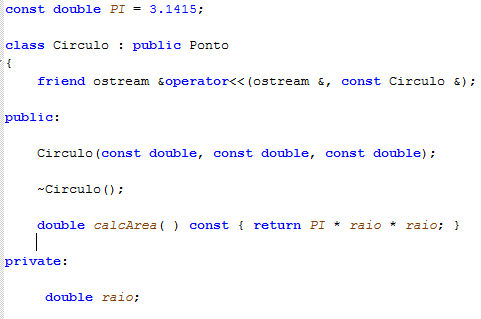 const double PI = 3.1415;
class Circulo : public Ponto
{
friend ostream &operator<<(ostream &, const Circulo &);
public:
Circulo(const double, const double, const double);
~Circulo();
double calcArea( ) const { return PI * raio * raio; }
private:
double raio;